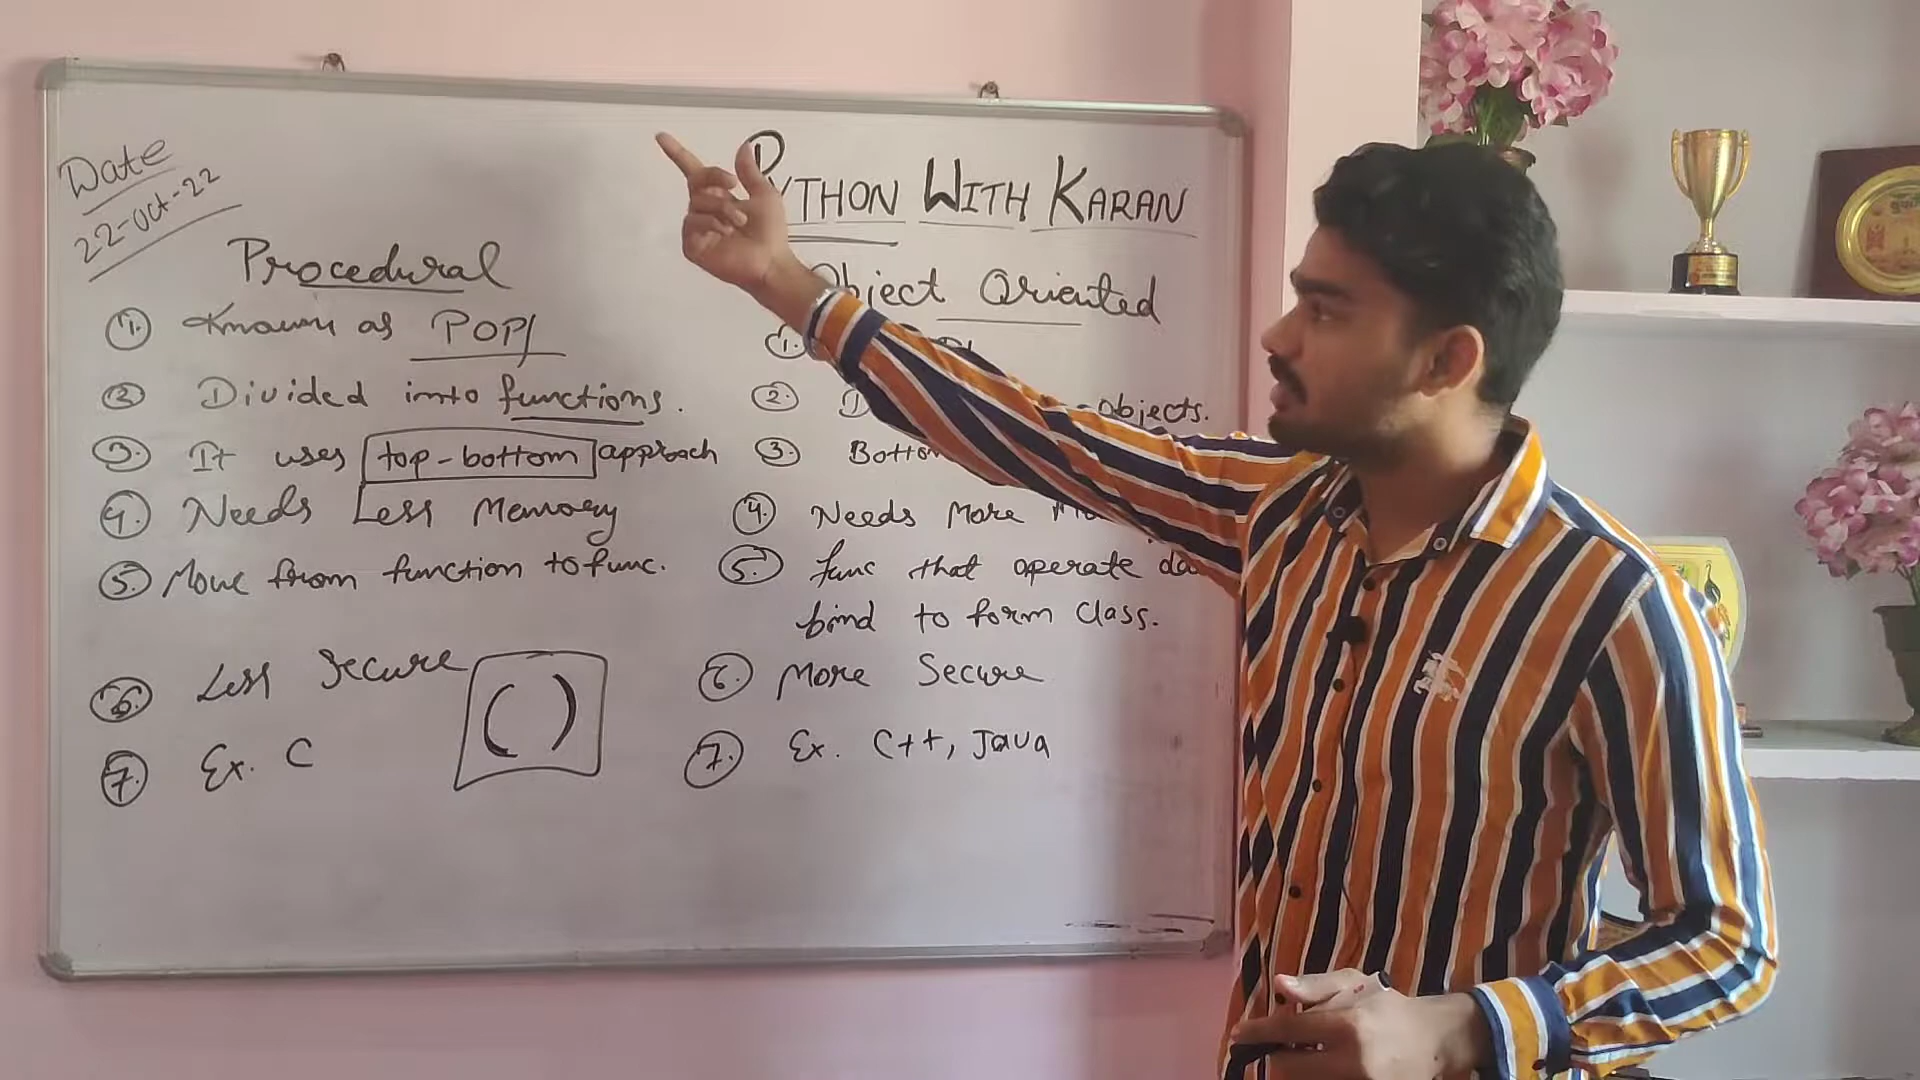 Date
22-Oct-22
PYTHON WITH KARAN
Procedural
1. Known as POP
2. Divided into functions.
3. It uses top-bottom approach
4. Needs Less Memory
5. Move from function to func.
6. Less Secure
( )
7. Ex. C
Object Oriented
1.
2. objects.
3.
4. Needs More
5. func that operate
bind to form class.
6. More Secure
7. Ex. C++, Java